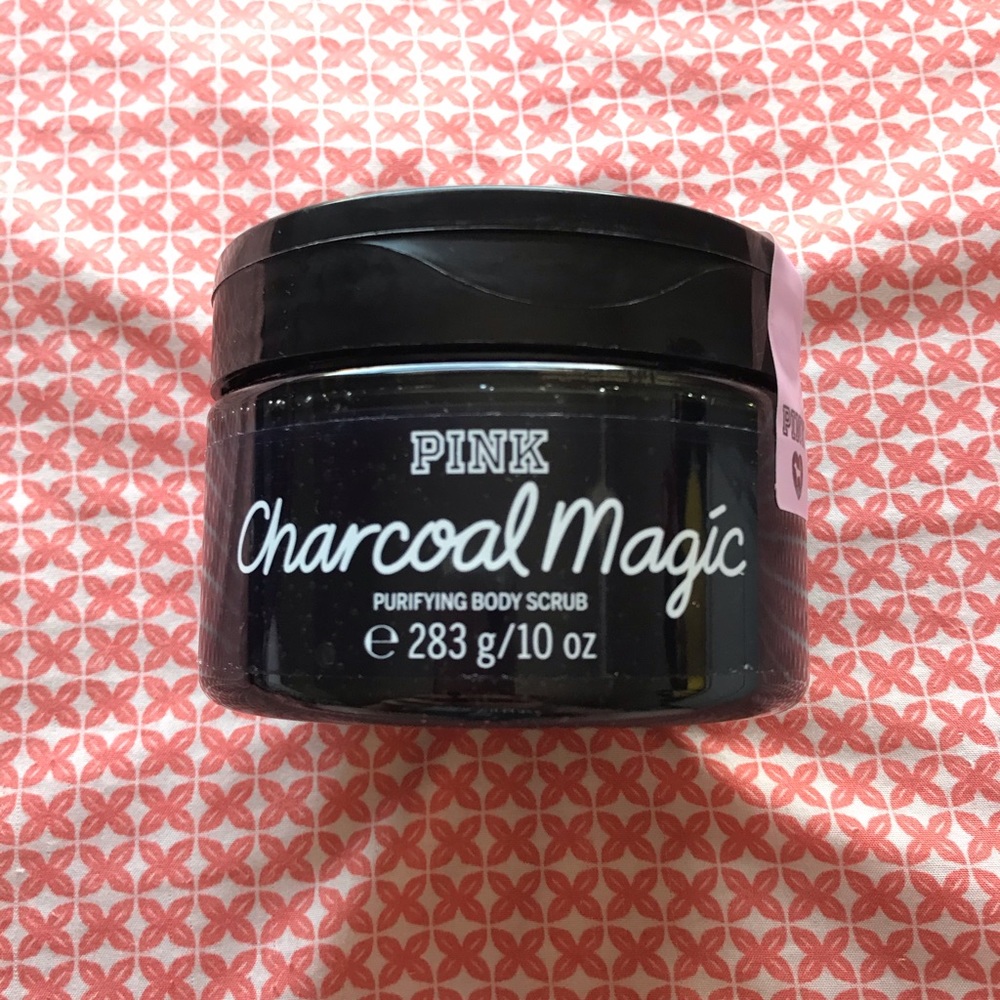 PINK
Charcoal Magic
PURIFYING BODY SCRUB
℮ 283 g/10 oz